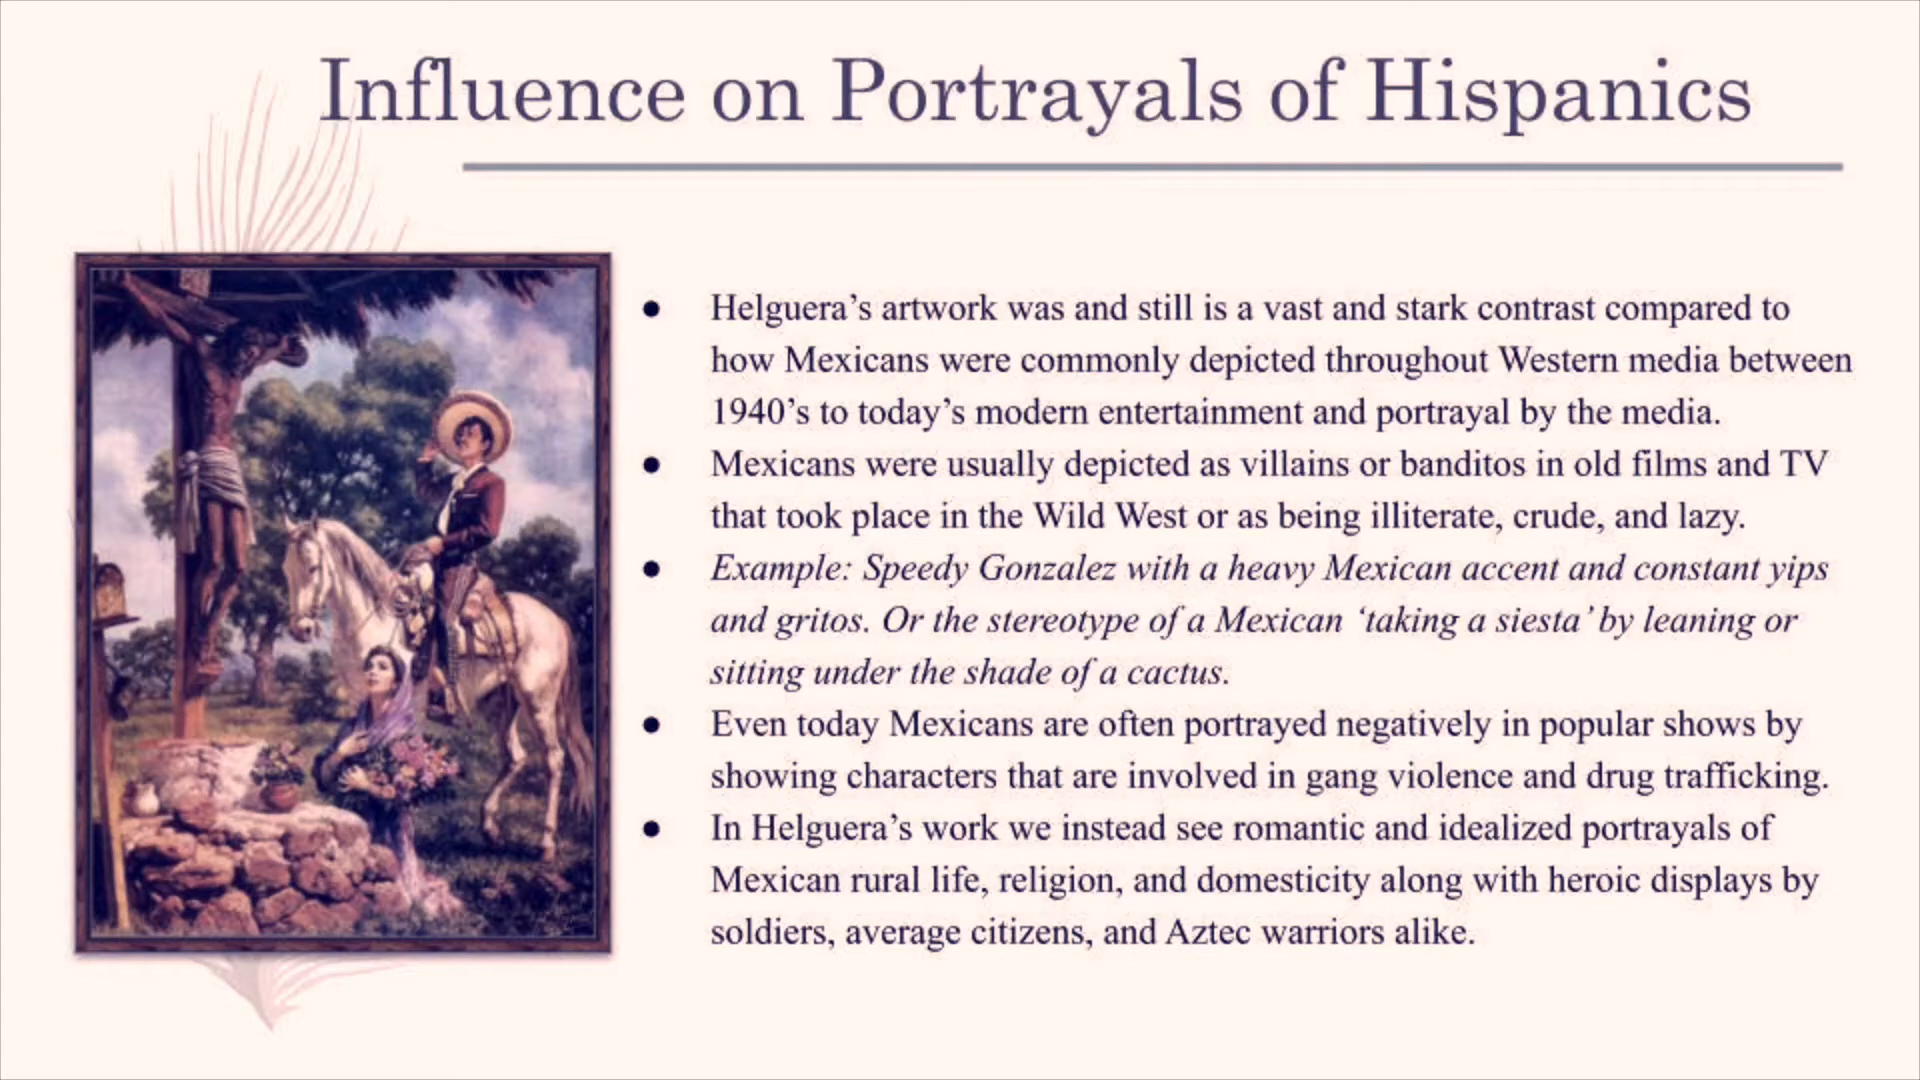 Influence on Portrayals of Hispanics
● Helguera’s artwork was and still is a vast and stark contrast compared to
how Mexicans were commonly depicted throughout Western media between
1940’s to today’s modern entertainment and portrayal by the media.
● Mexicans were usually depicted as villains or banditos in old films and TV
that took place in the Wild West or as being illiterate, crude, and lazy.
● Example: Speedy Gonzalez with a heavy Mexican accent and constant yips
and gritos. Or the stereotype of a Mexican ‘taking a siesta’ by leaning or
sitting under the shade of a cactus.
● Even today Mexicans are often portrayed negatively in popular shows by
showing characters that are involved in gang violence and drug trafficking.
● In Helguera’s work we instead see romantic and idealized portrayals of
Mexican rural life, religion, and domesticity along with heroic displays by
soldiers, average citizens, and Aztec warriors alike.